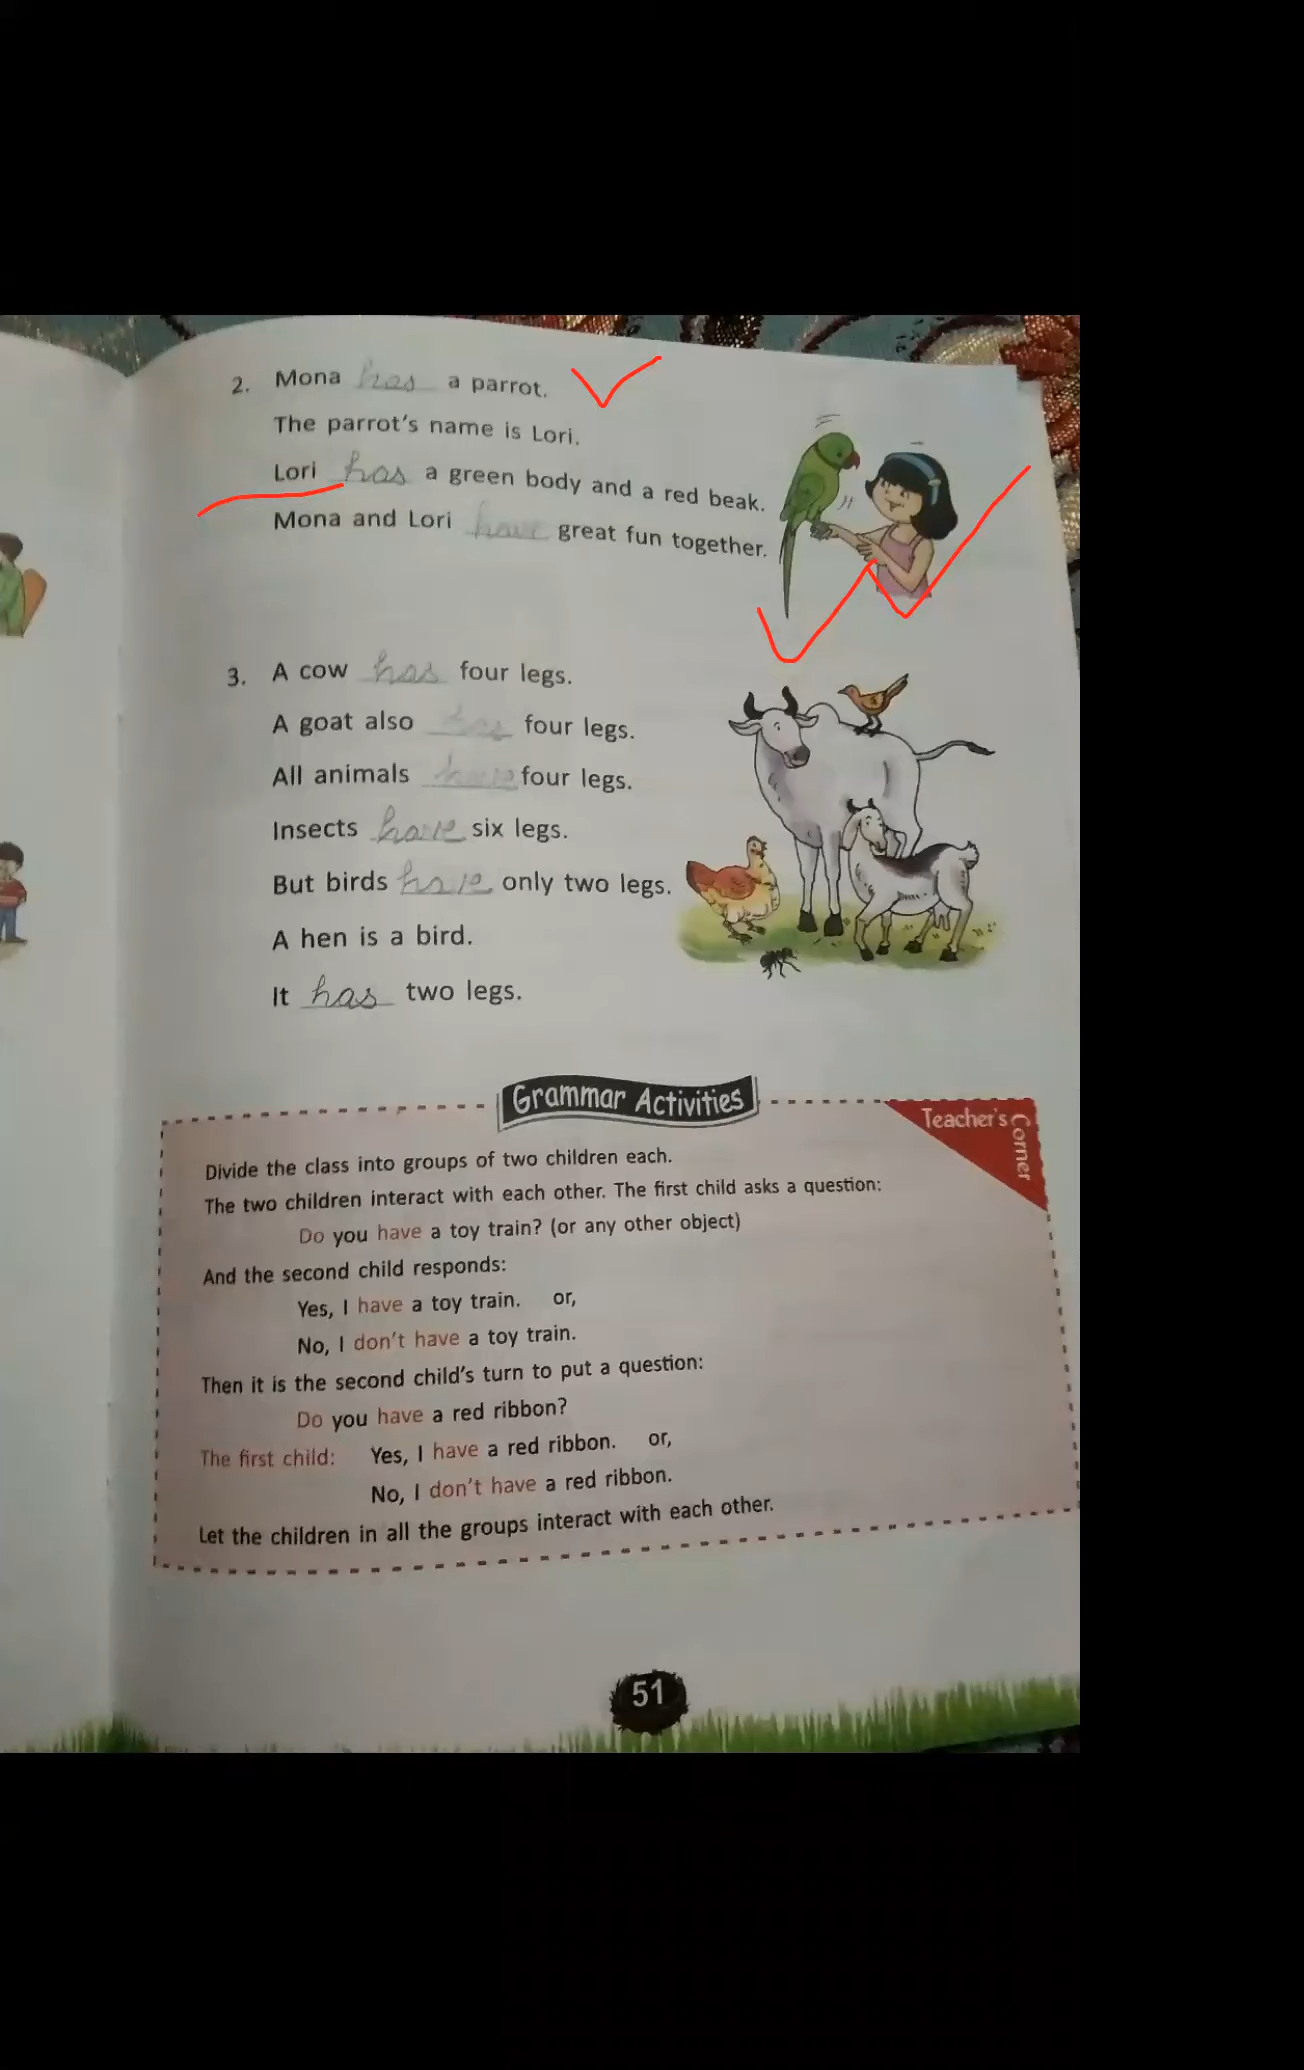 2. Mona has a parrot.
The parrot's name is Lori.
Lori has a green body and a red beak.
Mona and Lori have great fun together.
3. A cow has four legs.
A goat also has four legs.
All animals have four legs.
Insects have six legs.
But birds have only two legs.
A hen is a bird.
It has two legs.
Grammar Activities
Teacher's Corner
Divide the class into groups of two children each.
The two children interact with each other. The first child asks a question:
Do you have a toy train? (or any other object)
And the second child responds:
Yes, I have a toy train. or,
No, I don't have a toy train.
Then it is the second child's turn to put a question:
Do you have a red ribbon?
The first child: Yes, I have a red ribbon. or,
No, I don't have a red ribbon.
Let the children in all the groups interact with each other.
51